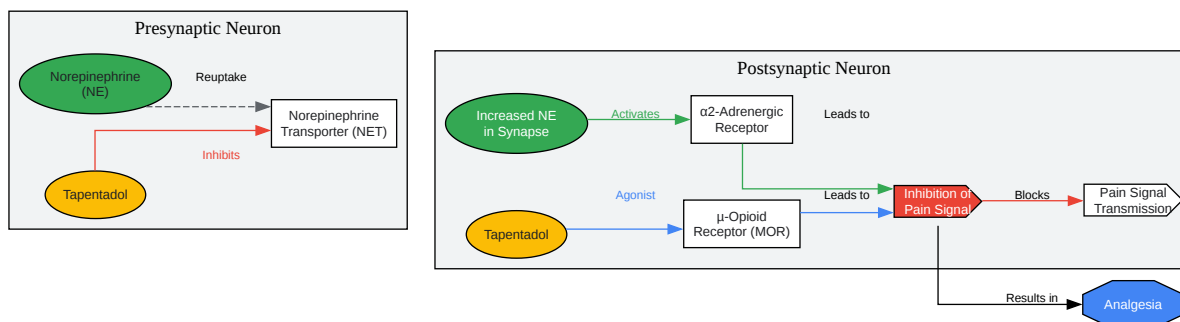 Presynaptic Neuron
Norepinephrine
(NE)
Reuptake
Norepinephrine
Transporter (NET)
Inhibits
Tapentadol
Postsynaptic Neuron
Increased NE
in Synapse
Activates
α2-Adrenergic
Receptor
Leads to
Agonist
Tapentadol
µ-Opioid
Receptor (MOR)
Leads to
Inhibition of
Pain Signal
Blocks
Pain Signal
Transmission
Results in
Analgesia